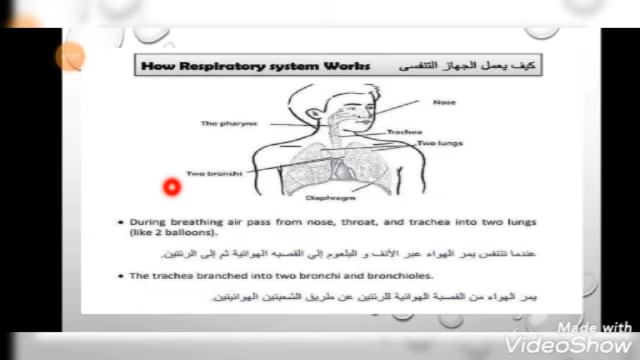 How Respiratory system Works كيف يعمل الجهاز التنفسى
Nose
The pharynx
Trachea
Two lungs
Two bronchi
Diaphragm
• During breathing air pass from nose, throat, and trachea into two lungs
(like 2 balloons).
عندما نتنفس يمر الهواء عبر الأنف و البلعوم إلي القصبه الهوائية ثم إلى الرئتين.
• The trachea branched into two bronchi and bronchioles.
يمر الهواء من القصبة الهوائية للرئتين عن طريق الشعبتين الهوائيتين.
Made with
VideoShow